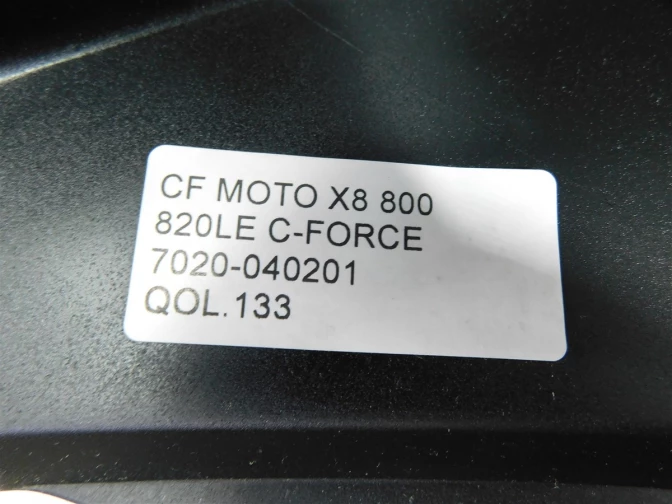 CF MOTO X8 800
820LE C-FORCE
7020-040201
QOL.133